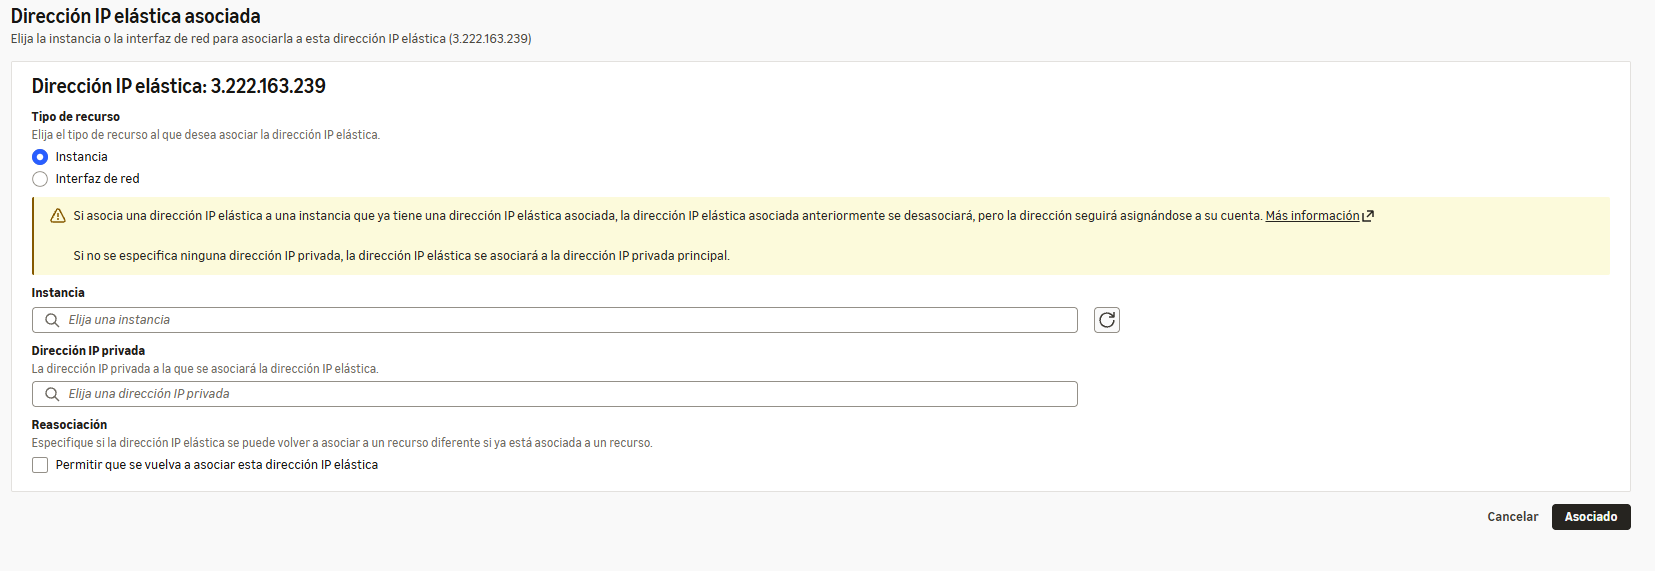 Dirección IP elástica asociada
Elija la instancia o la interfaz de red para asociarla a esta dirección IP elástica (3.222.163.239)
Dirección IP elástica: 3.222.163.239
Tipo de recurso
Elija el tipo de recurso al que desea asociar la dirección IP elástica.
Instancia
Interfaz de red
Si asocia una dirección IP elástica a una instancia que ya tiene una dirección IP elástica asociada, la dirección IP elástica asociada anteriormente se desasociará, pero la dirección seguirá asignándose a su cuenta. Más información
Si no se especifica ninguna dirección IP privada, la dirección IP elástica se asociará a la dirección IP privada principal.
Instancia
Elija una instancia
Dirección IP privada
La dirección IP privada a la que se asociará la dirección IP elástica.
Elija una dirección IP privada
Reasociación
Especifique si la dirección IP elástica se puede volver a asociar a un recurso diferente si ya está asociada a un recurso.
Permitir que se vuelva a asociar esta dirección IP elástica
Cancelar
Asociado